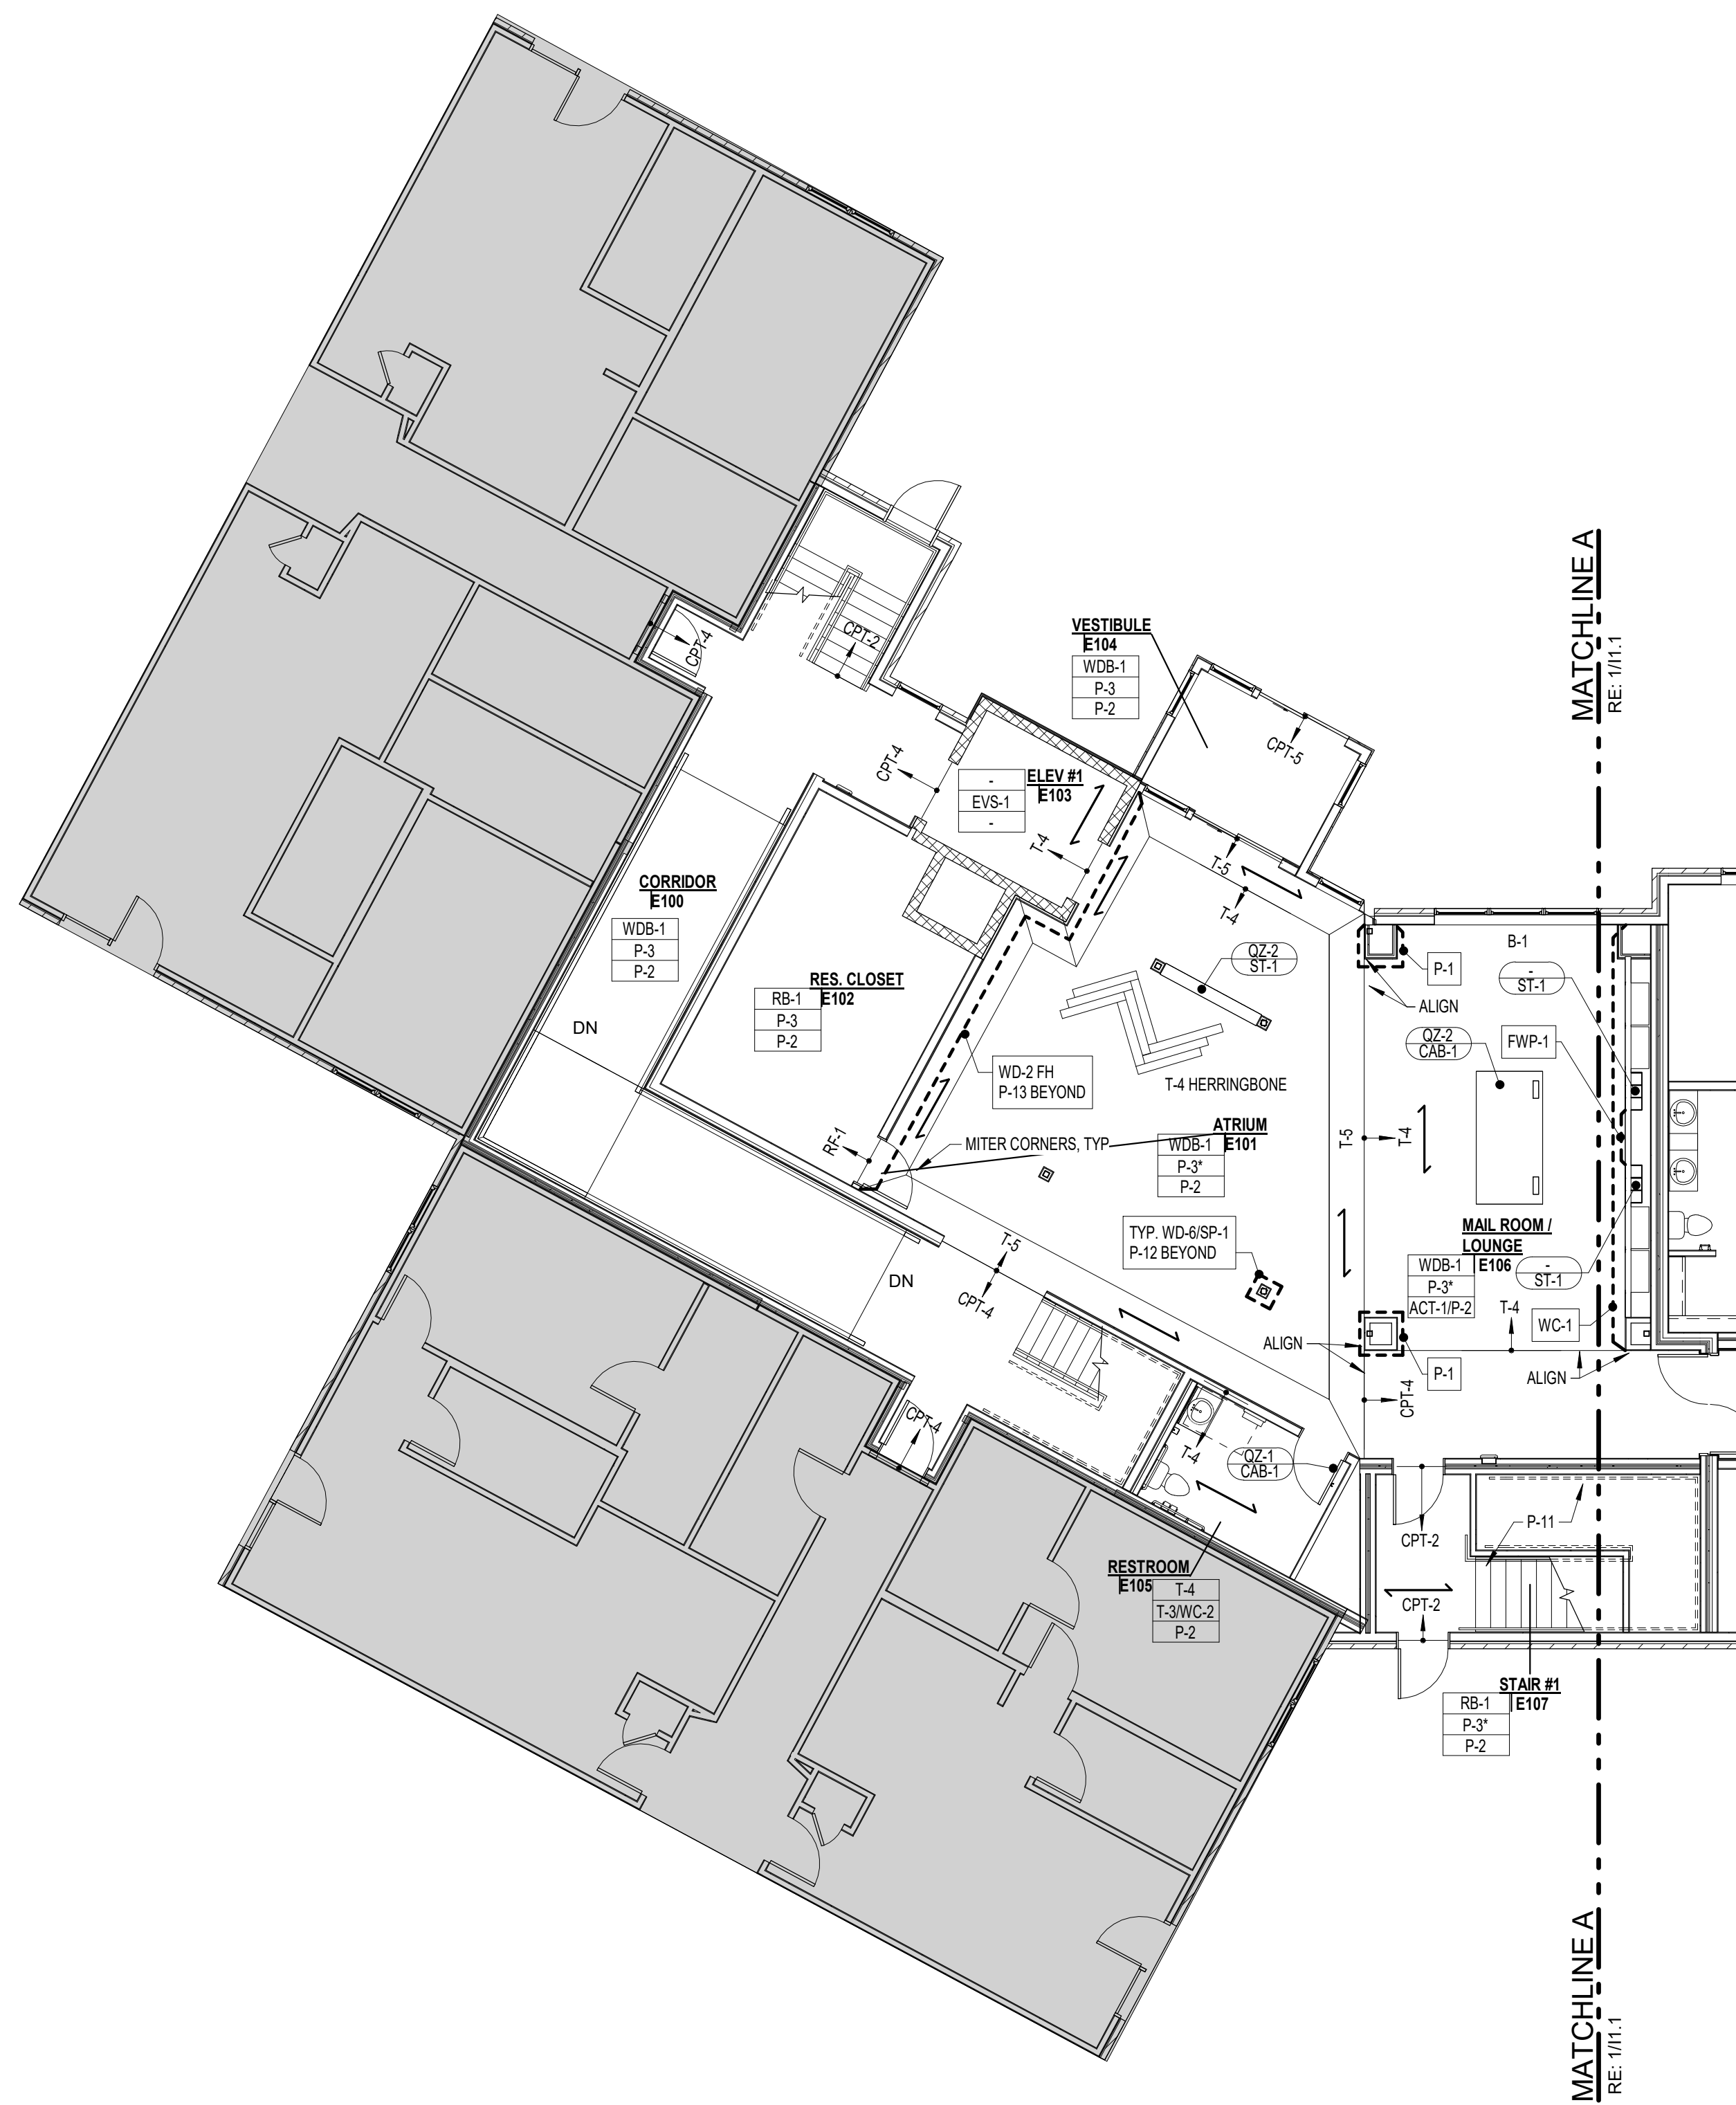 MATCHLINE A
RE: 1/I1.1
VESTIBULE
E104
WDB-1
P-3
P-2
CPT-4
CPT-2
CPT-5
CPT-4
-
EVS-1
-
ELEV #1
E103
T-4
T-5
T-4
CORRIDOR
E100
WDB-1
P-3
P-2
RES. CLOSET
E102
RB-1
P-3
P-2
DN
QZ-2
ST-1
B-1
P-1
-
ST-1
ALIGN
QZ-2
CAB-1
FWP-1
WD-2 FH
P-13 BEYOND
T-4 HERRINGBONE
ATRIUM
E101
WDB-1
P-3*
P-2
RF-1
MITER CORNERS, TYP
T-5
T-4
TYP. WD-6/SP-1
P-12 BEYOND
MAIL ROOM /
LOUNGE
E106
WDB-1
P-3*
ACT-1/P-2
-
ST-1
T-4
WC-1
DN
T-5
CPT-4
ALIGN
P-1
ALIGN
CPT-4
CPT-4
T-4
QZ-1
CAB-1
P-11
CPT-2
CPT-2
RESTROOM
E105
T-4
T-3/WC-2
P-2
STAIR #1
E107
RB-1
P-3*
P-2
MATCHLINE A
RE: 1/I1.1